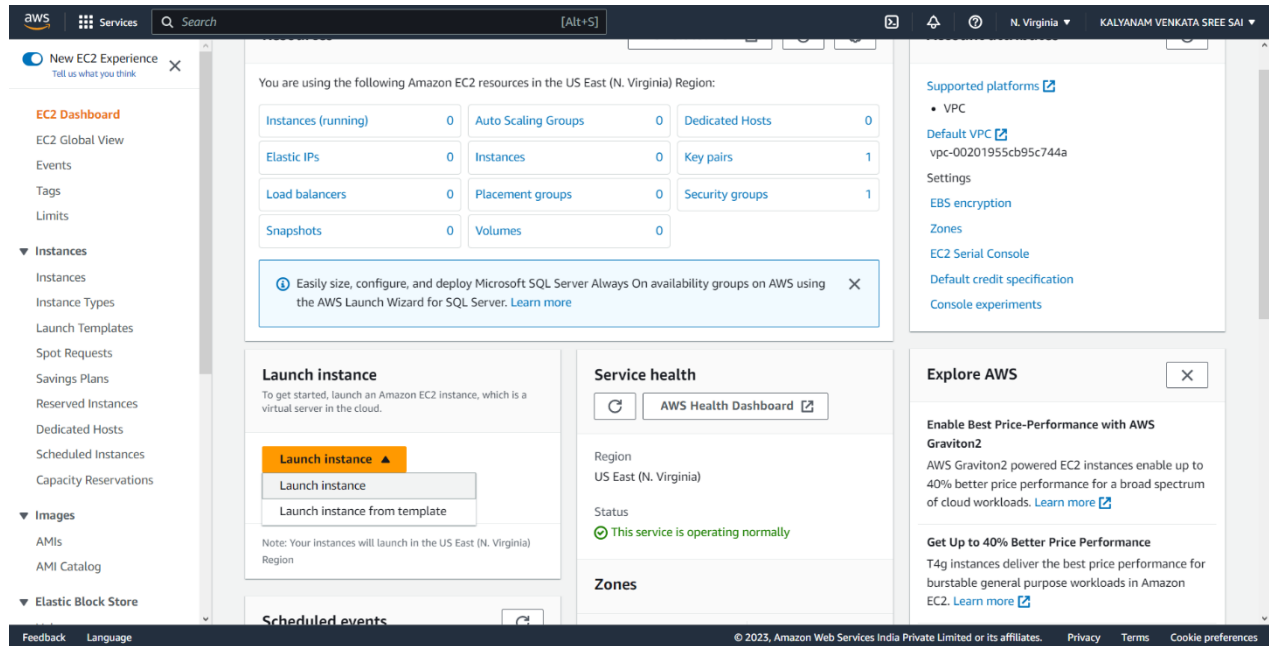 aws
Services
Search
[Alt+S]
N. Virginia
KALYANAM VENKATA SREE SAI
New EC2 Experience
Tell us what you think
EC2 Dashboard
EC2 Global View
Events
Tags
Limits
Instances
Instances
Instance Types
Launch Templates
Spot Requests
Savings Plans
Reserved Instances
Dedicated Hosts
Scheduled Instances
Capacity Reservations
Images
AMIs
AMI Catalog
Elastic Block Store
Resources
You are using the following Amazon EC2 resources in the US East (N. Virginia) Region:
Instances (running) 0
Auto Scaling Groups 0
Dedicated Hosts 0
Elastic IPs 0
Instances 0
Key pairs 1
Load balancers 0
Placement groups 0
Security groups 1
Snapshots 0
Volumes 0
Easily size, configure, and deploy Microsoft SQL Server Always On availability groups on AWS using
the AWS Launch Wizard for SQL Server. Learn more
Launch instance
To get started, launch an Amazon EC2 instance, which is a
virtual server in the cloud.
Launch instance
Launch instance
Launch instance from template
Note: Your instances will launch in the US East (N. Virginia)
Region
Scheduled events
Service health
AWS Health Dashboard
Region
US East (N. Virginia)
Status
This service is operating normally
Zones
Account attributes
Supported platforms
• VPC
Default VPC
vpc-00201955cb95c744a
Settings
EBS encryption
Zones
EC2 Serial Console
Default credit specification
Console experiments
Explore AWS
Enable Best Price-Performance with AWS
Graviton2
AWS Graviton2 powered EC2 instances enable up to
40% better price performance for a broad spectrum
of cloud workloads. Learn more
Get Up to 40% Better Price Performance
T4g instances deliver the best price performance for
burstable general purpose workloads in Amazon
EC2. Learn more
Feedback
Language
© 2023, Amazon Web Services India Private Limited or its affiliates.
Privacy
Terms
Cookie preferences